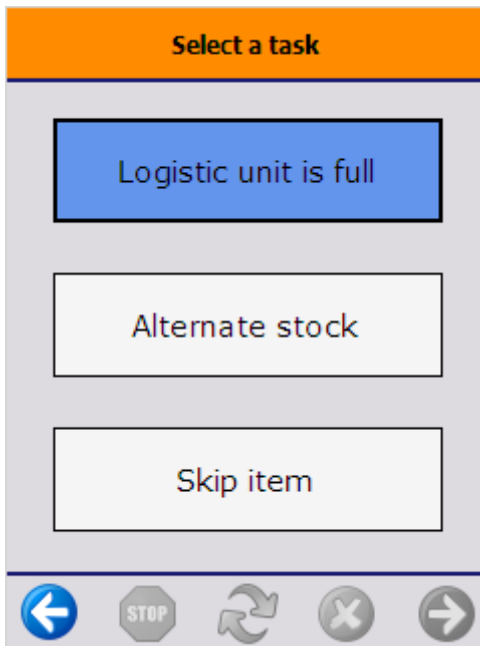 Select a task
Logistic unit is full
Alternate stock
Skip item
STOP